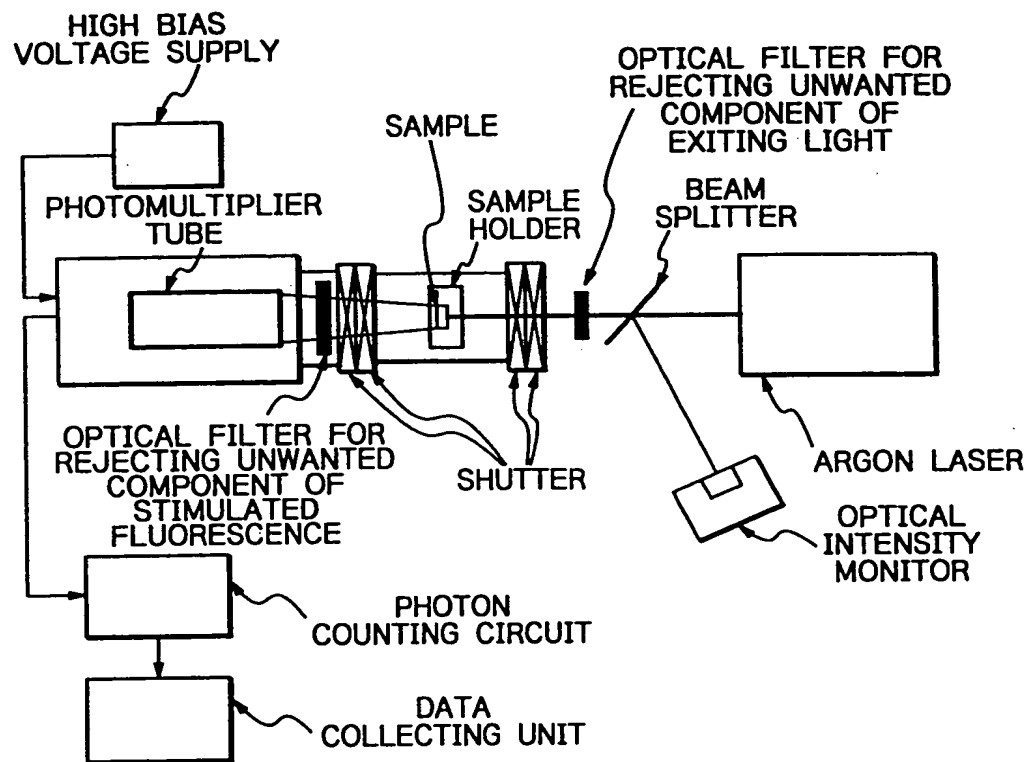 HIGH BIAS
VOLTAGE SUPPLY
OPTICAL FILTER FOR
REJECTING UNWANTED
COMPONENT OF
EXITING LIGHT
SAMPLE
BEAM
SPLITTER
SAMPLE
HOLDER
PHOTOMULTIPLIER
TUBE
OPTICAL FILTER FOR
REJECTING UNWANTED
COMPONENT OF
STIMULATED
FLUORESCENCE
SHUTTER
ARGON LASER
OPTICAL
INTENSITY
MONITOR
PHOTON
COUNTING CIRCUIT
DATA
COLLECTING UNIT